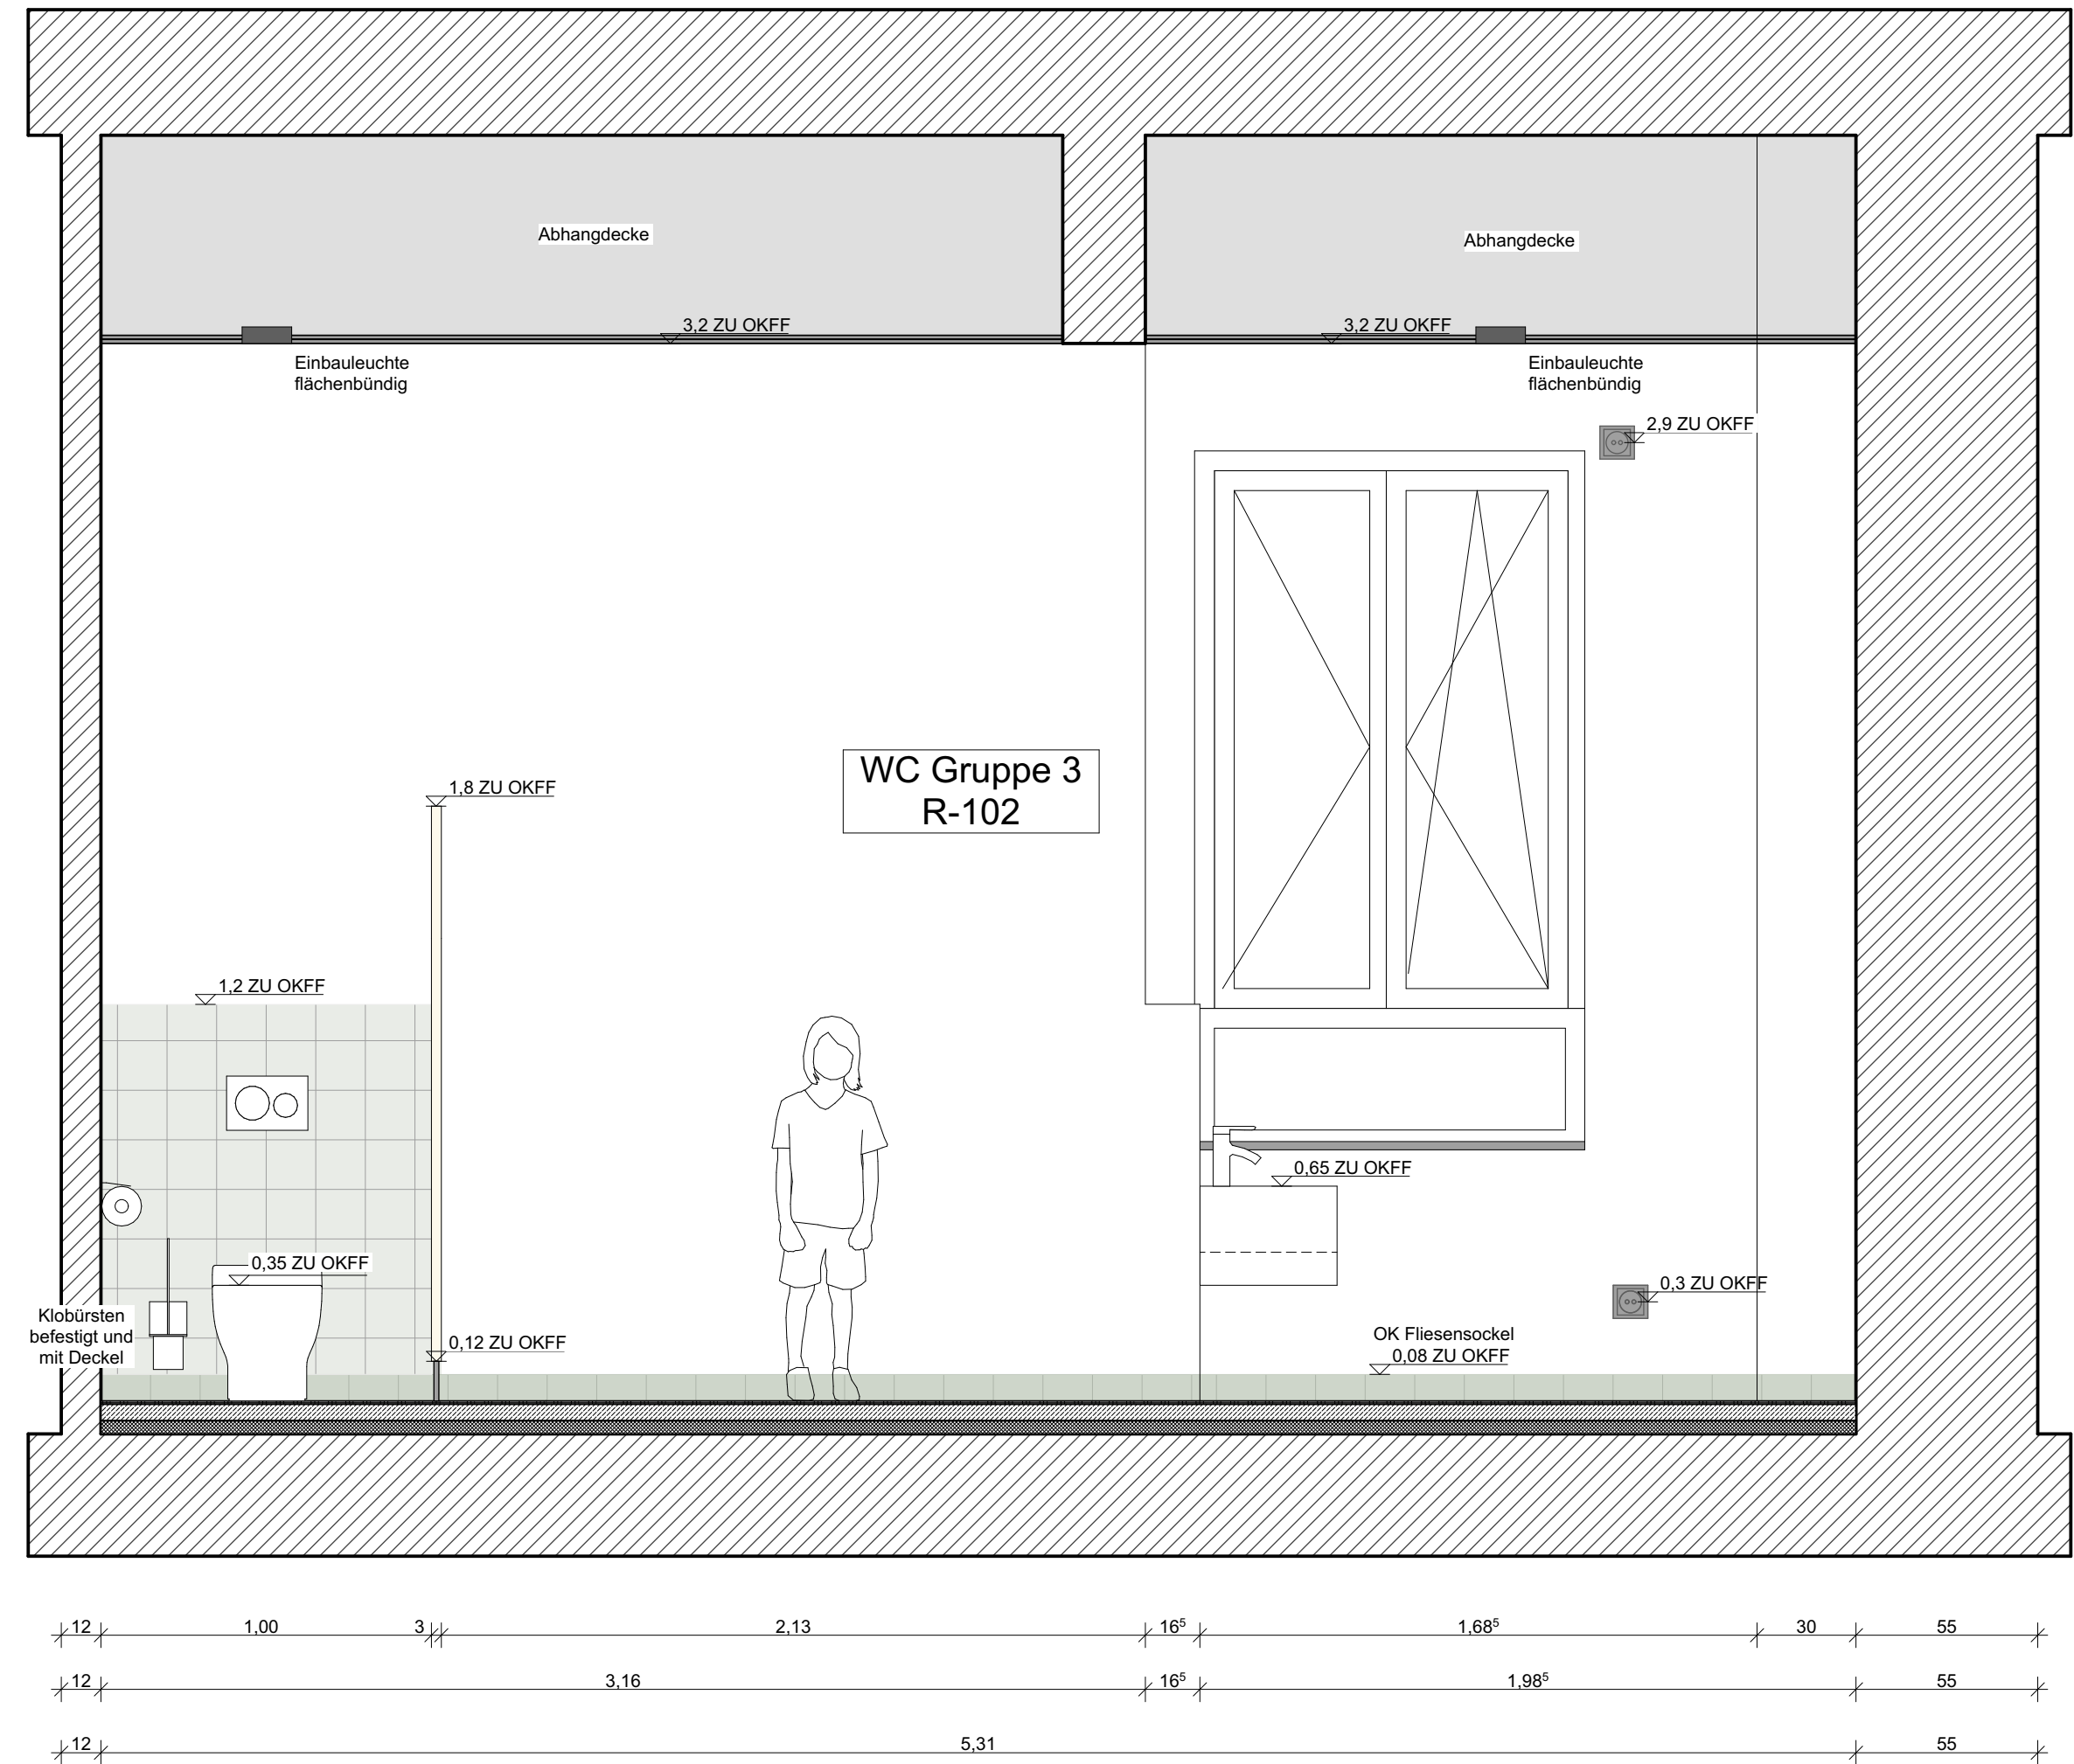 Abhangdecke
Abhangdecke
3,2 ZU OKFF
3,2 ZU OKFF
Einbauleuchte
flächenbündig
Einbauleuchte
flächenbündig
2,9 ZU OKFF
WC Gruppe 3
R-102
1,8 ZU OKFF
1,2 ZU OKFF
0,65 ZU OKFF
0,35 ZU OKFF
0,3 ZU OKFF
Klobürsten
befestigt und
mit Deckel
0,12 ZU OKFF
OK Fliesensockel
0,08 ZU OKFF
12 1,00 3 2,13 16⁵ 1,68⁵ 30 55
12 3,16 16⁵ 1,98⁵ 55
12 5,31 55